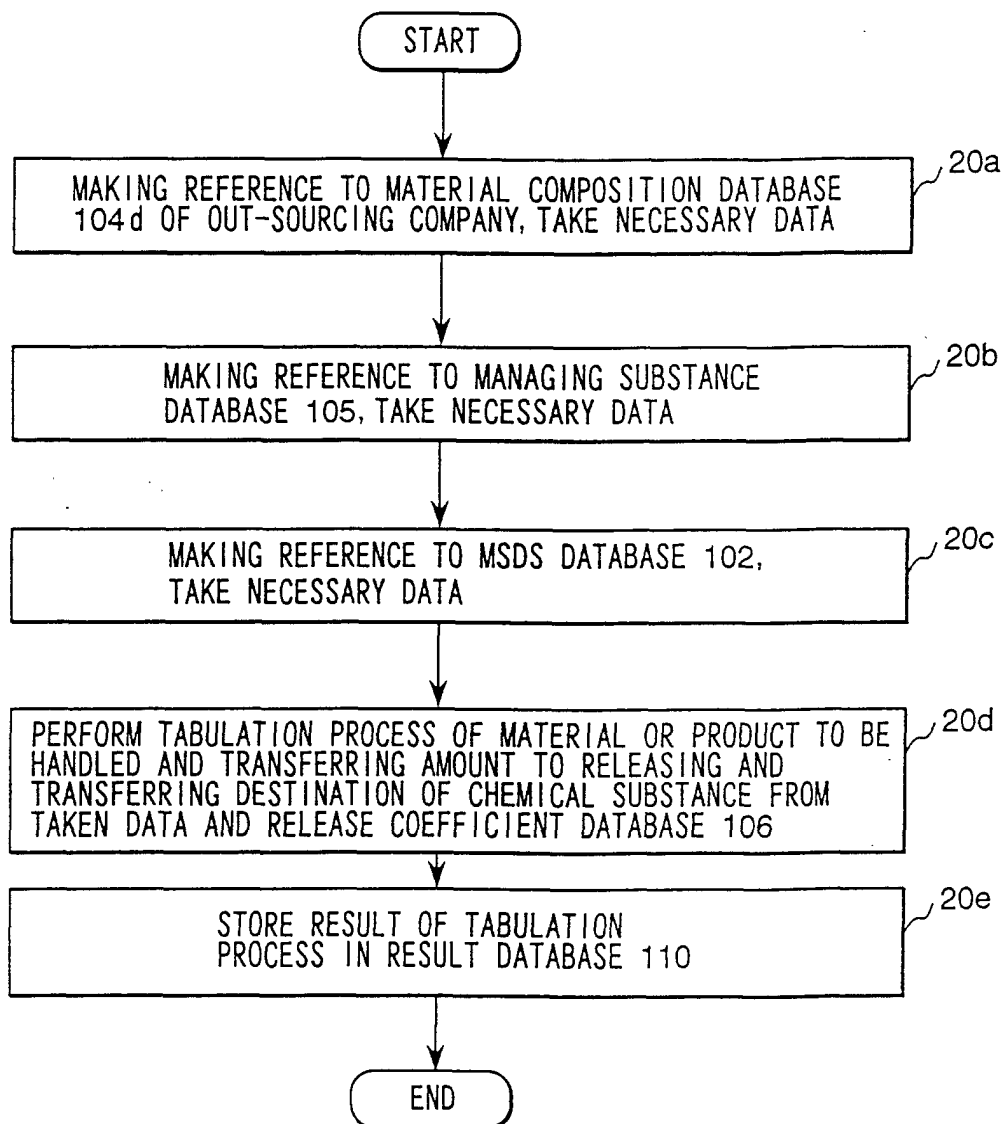 START
20a
MAKING REFERENCE TO MATERIAL COMPOSITION DATABASE
104d OF OUT-SOURCING COMPANY, TAKE NECESSARY DATA
20b
MAKING REFERENCE TO MANAGING SUBSTANCE
DATABASE 105, TAKE NECESSARY DATA
20c
MAKING REFERENCE TO MSDS DATABASE 102,
TAKE NECESSARY DATA
20d
PERFORM TABULATION PROCESS OF MATERIAL OR PRODUCT TO BE
HANDLED AND TRANSFERRING AMOUNT TO RELEASING AND
TRANSFERRING DESTINATION OF CHEMICAL SUBSTANCE FROM
TAKEN DATA AND RELEASE COEFFICIENT DATABASE 106
20e
STORE RESULT OF TABULATION
PROCESS IN RESULT DATABASE 110
END